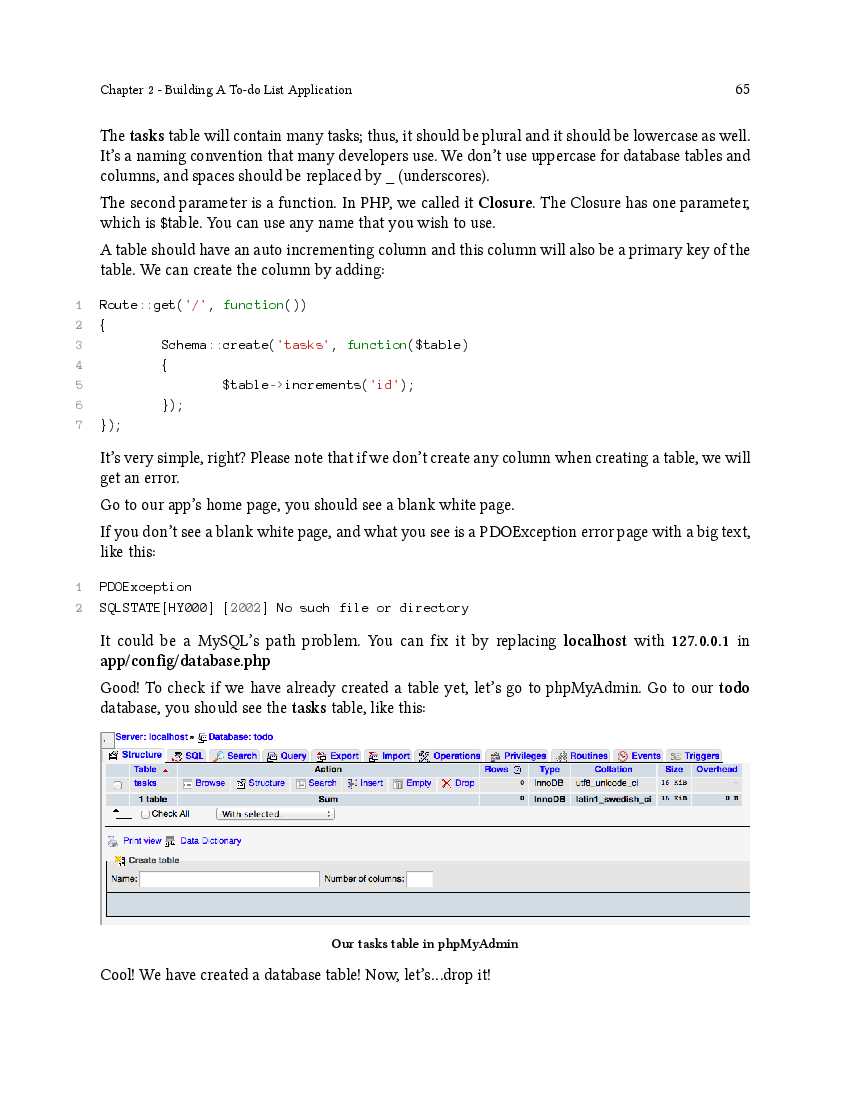 Chapter 2 - Building A To-do List Application 65
The tasks table will contain many tasks; thus, it should be plural and it should be lowercase as well.
It's a naming convention that many developers use. We don't use uppercase for database tables and
columns, and spaces should be replaced by _ (underscores).
The second parameter is a function. In PHP, we called it Closure. The Closure has one parameter,
which is $table. You can use any name that you wish to use.
A table should have an auto incrementing column and this column will also be a primary key of the
table. We can create the column by adding:
1 Route::get('/', function())
2 {
3 Schema::create('tasks', function($table)
4 {
5 $table->increments('id');
6 });
7 });
It's very simple, right? Please note that if we don't create any column when creating a table, we will
get an error.
Go to our app's home page, you should see a blank white page.
If you don't see a blank white page, and what you see is a PDOException error page with a big text,
like this:
1 PDOException
2 SQLSTATE[HY000] [2002] No such file or directory
It could be a MySQL's path problem. You can fix it by replacing localhost with 127.0.0.1 in
app/config/database.php
Good! To check if we have already created a table yet, let's go to phpMyAdmin. Go to our todo
database, you should see the tasks table, like this:
Server: localhost » Database: todo
Structure SQL Search Query Export Import Operations Privileges Routines Events Triggers
Table Action Rows Type Collation Size Overhead
tasks Browse Structure Search Insert Empty Drop 0 InnoDB utf8_unicode_ci 16 KiB -
1 table Sum 0 InnoDB latin1_swedish_ci 16 KiB 0 B
Check All With selected:
Print view Data Dictionary
Create table
Name: Number of columns:
Our tasks table in phpMyAdmin
Cool! We have created a database table! Now, let's...drop it!